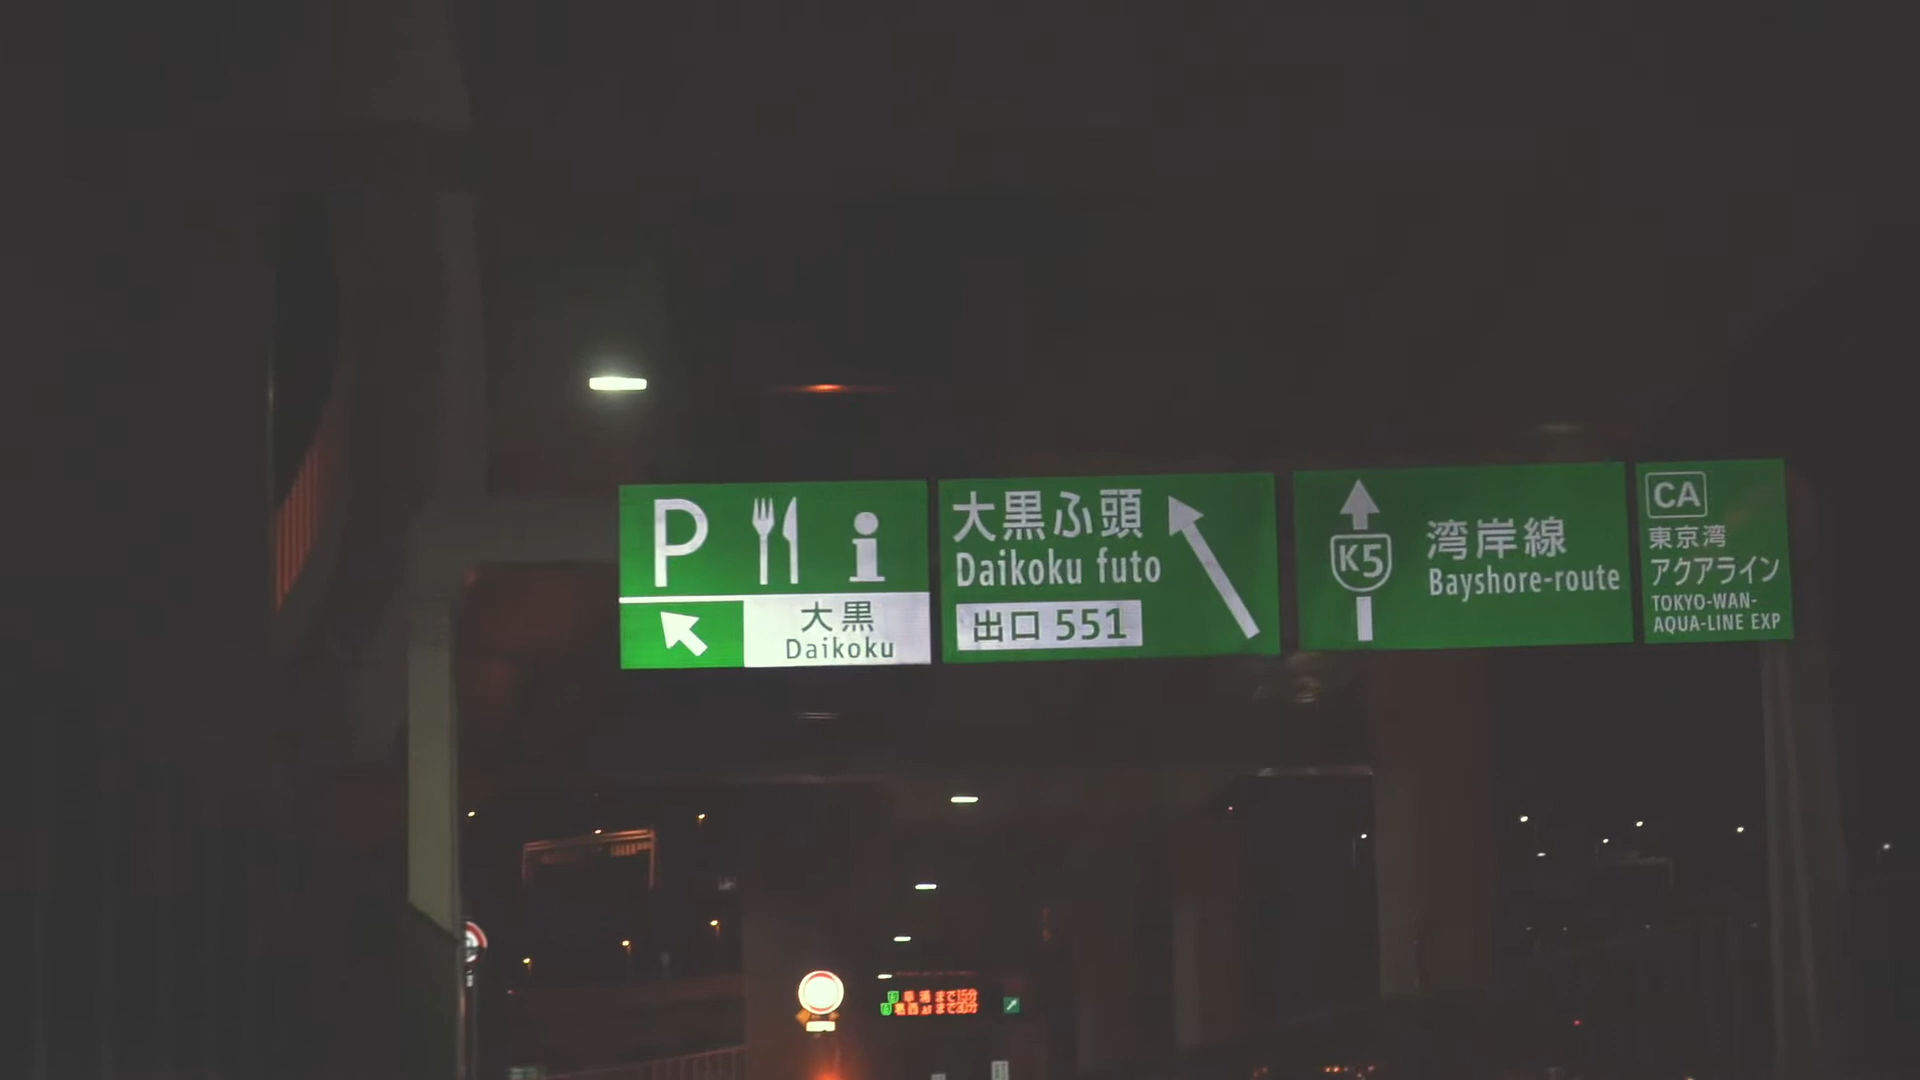 P
大黒
Daikoku
大黒ふ頭
Daikoku futo
出口 551
K5
湾岸線
Bayshore-route
CA
東京湾
アクアライン
TOKYO-WAN-
AQUA-LINE EXP